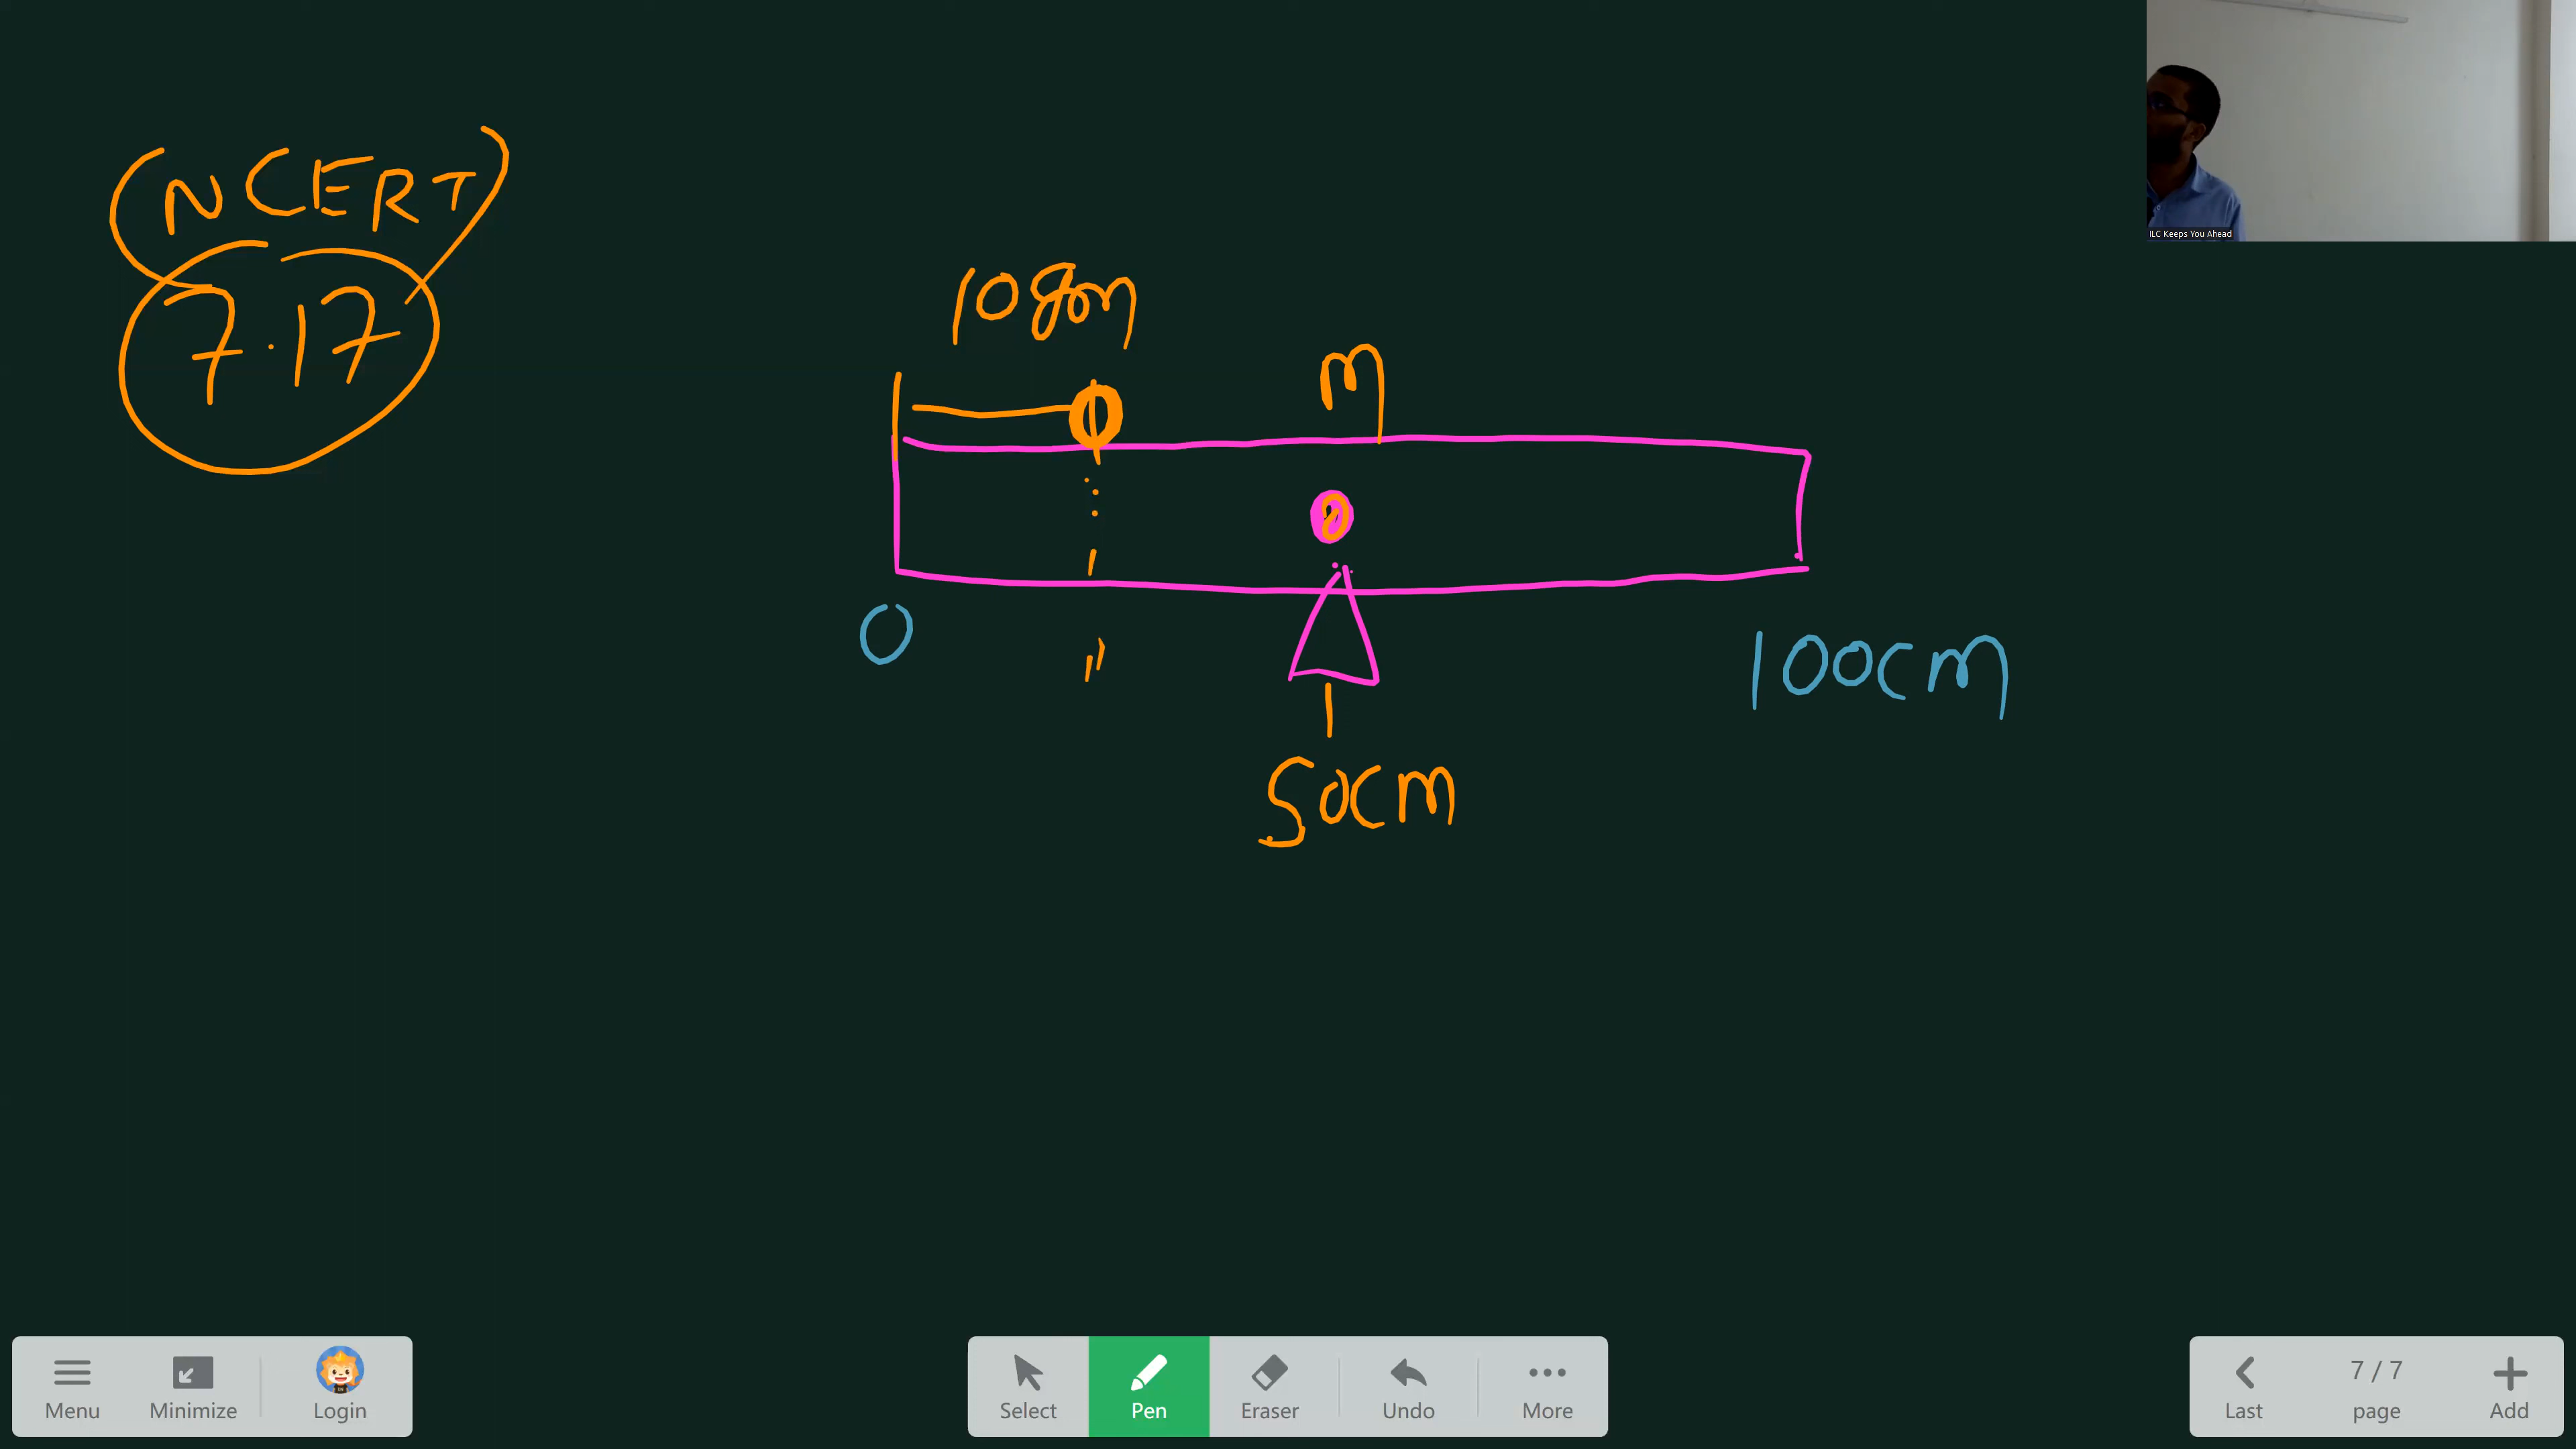 (NCERT)
7.17
10gm
m
0
100cm
50cm
ILC Keeps You Ahead
Menu
Minimize
Login
Select
Pen
Eraser
Undo
More
Last
7 / 7
page
Add